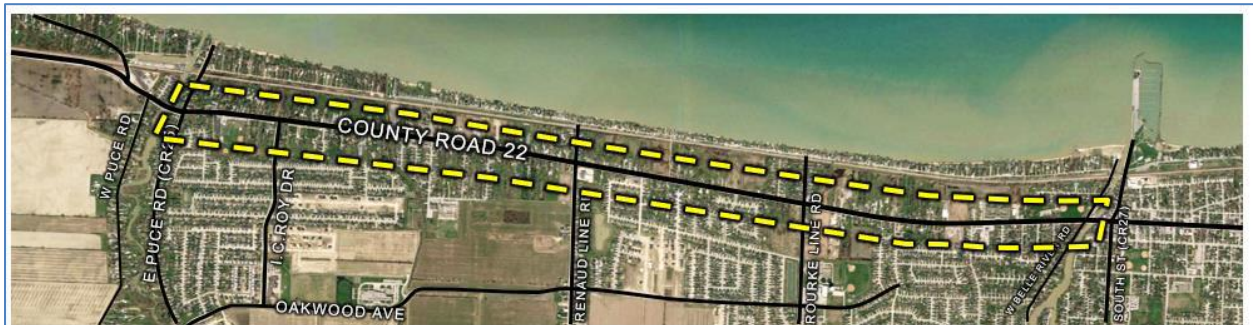 COUNTY ROAD 22
W PUCE RD
E PUCE RD (CR25)
I.C.ROY DR
RENAUD LINE RD
ROURKE LINE RD
W BELLE RIVER RD
SOUTH ST (CR27)
OAKWOOD AVE